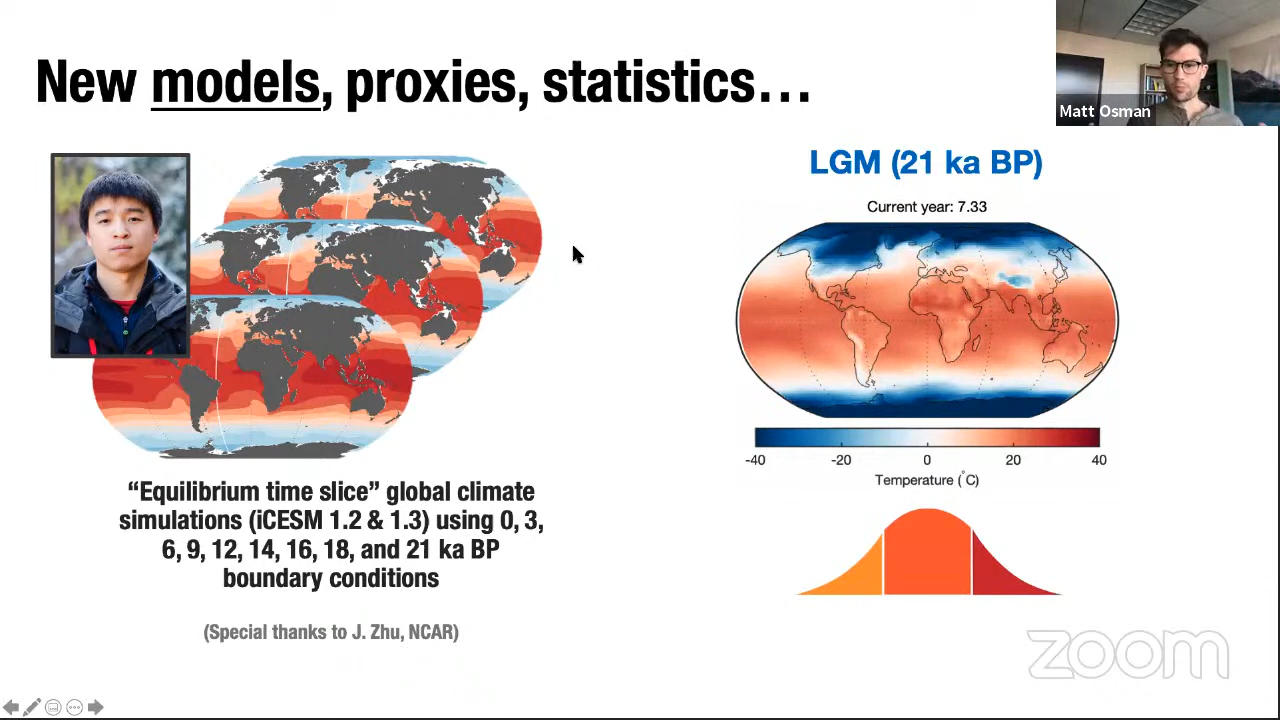 New models, proxies, statistics…
Matt Osman
LGM (21 ka BP)
Current year: 7.33
-40 -20 0 20 40
Temperature (°C)
“Equilibrium time slice” global climate
simulations (iCESM 1.2 & 1.3) using 0, 3,
6, 9, 12, 14, 16, 18, and 21 ka BP
boundary conditions
(Special thanks to J. Zhu, NCAR)
zoom